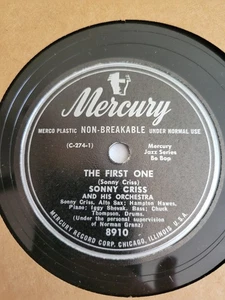 Mercury
MERCO PLASTIC NON-BREAKABLE UNDER NORMAL USE
(C-274-1)
Mercury
Jazz Series
Be Bop
THE FIRST ONE
(Sonny Criss)
SONNY CRISS
AND HIS ORCHESTRA
Sonny Criss, Alto Sax; Hampton Hawes,
Piano; Iggy Shevak, Bass; Chuck
Thompson, Drums.
(Under the personal supervision
of Norman Granz)
8910
MERCURY RECORD CORP. CHICAGO, ILLINOIS U.S.A.